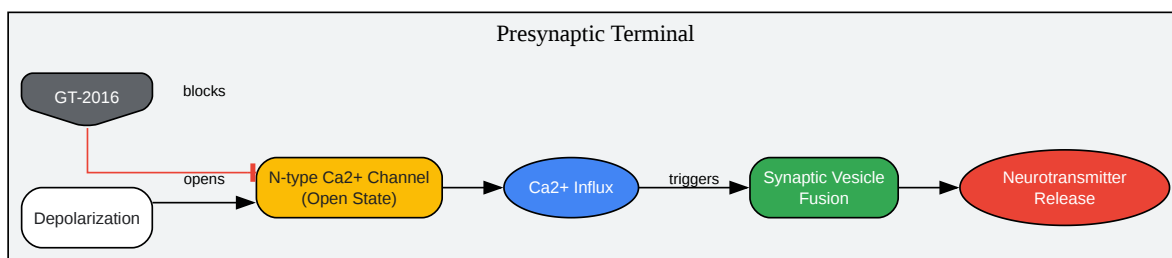 Presynaptic Terminal
GT-2016
blocks
opens
Depolarization
N-type Ca2+ Channel
(Open State)
Ca2+ Influx
triggers
Synaptic Vesicle
Fusion
Neurotransmitter
Release